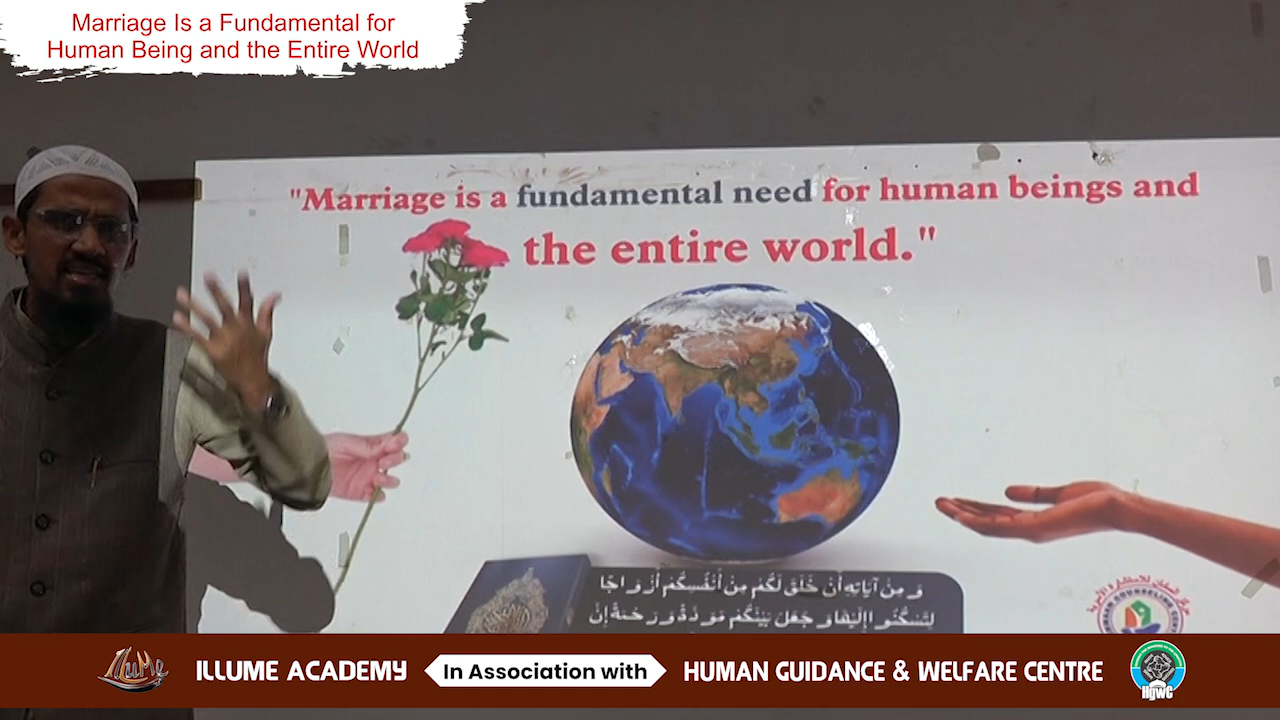 Marriage Is a Fundamental for
Human Being and the Entire World
"Marriage is a fundamental need for human beings and
the entire world."
وَمِنْ آيَاتِهِ أَنْ خَلَقَ لَكُمْ مِنْ أَنْفُسِكُمْ أَزْوَاجًا
لِتَسْكُنُوا إِلَيْهَا وَجَعَلَ بَيْنَكُمْ مَوَدَّةً وَرَحْمَةً إِنَّ
ILLUME ACADEMY
In Association with
HUMAN GUIDANCE & WELFARE CENTRE
HGWC